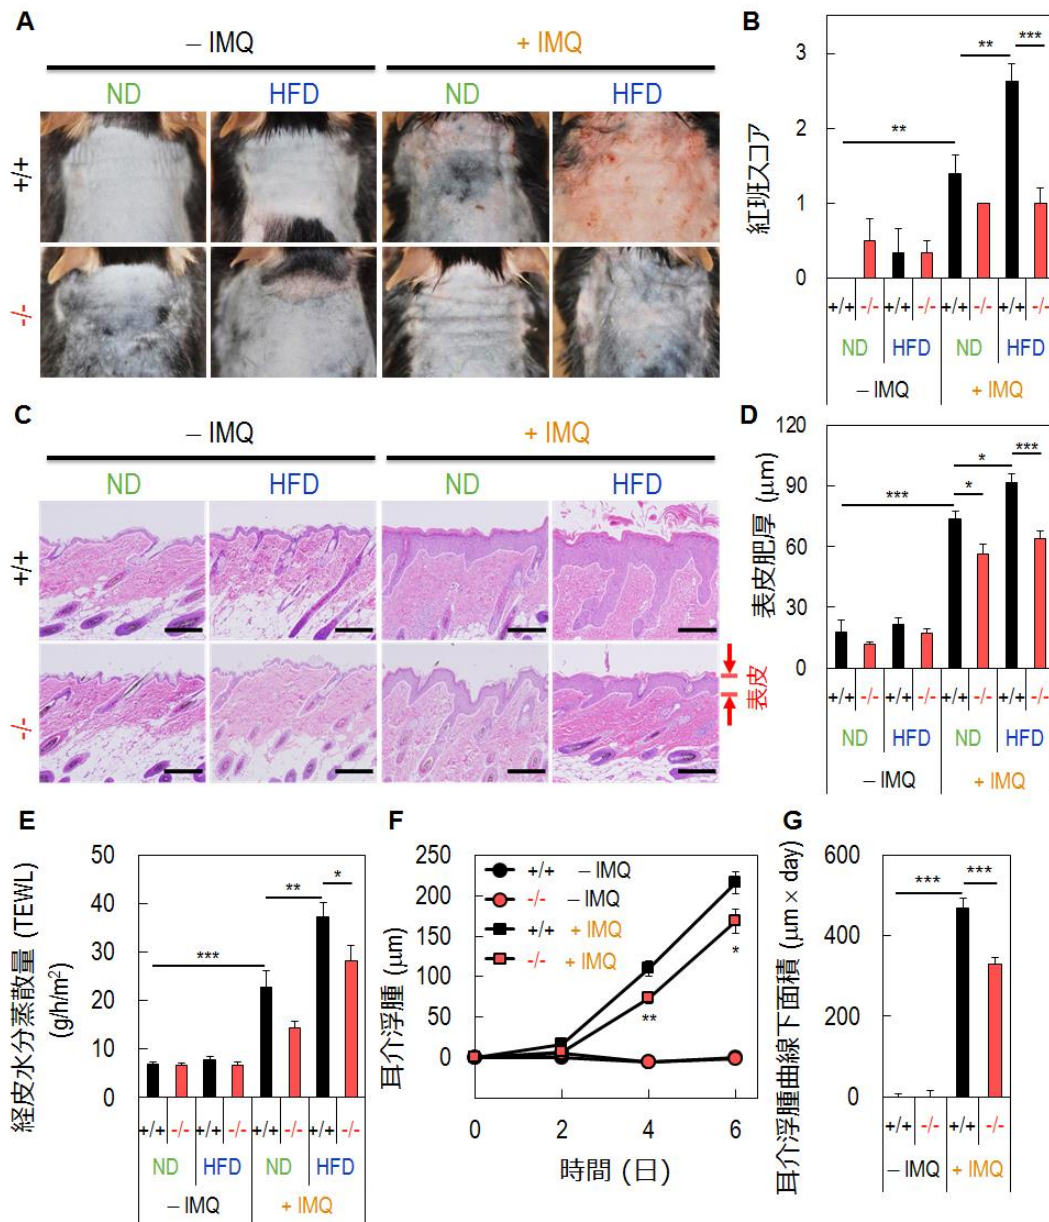 A
– IMQ
+ IMQ
ND
HFD
ND
HFD
+/+
-/-
B
紅斑スコア
3
2
1
0
**
**
***
+/+
-/-
+/+
-/-
+/+
-/-
+/+
-/-
ND
HFD
ND
HFD
– IMQ
+ IMQ
C
– IMQ
+ IMQ
ND
HFD
ND
HFD
+/+
-/-
表皮
D
表皮肥厚 (μm)
120
90
60
30
0
***
*
*
***
+/+
-/-
+/+
-/-
+/+
-/-
+/+
-/-
ND
HFD
ND
HFD
– IMQ
+ IMQ
E
経皮水分蒸散量 (TEWL)
(g/h/m²)
50
40
30
20
10
0
***
**
*
+/+
-/-
+/+
-/-
+/+
-/-
+/+
-/-
ND
HFD
ND
HFD
– IMQ
+ IMQ
F
耳介浮腫 (μm)
250
200
150
100
50
0
+/+ – IMQ
-/- – IMQ
+/+ + IMQ
-/- + IMQ
**
*
0
2
4
6
時間 (日)
G
耳介浮腫曲線下面積 (μm × day)
600
400
200
0
***
***
+/+
-/-
+/+
-/-
– IMQ
+ IMQ